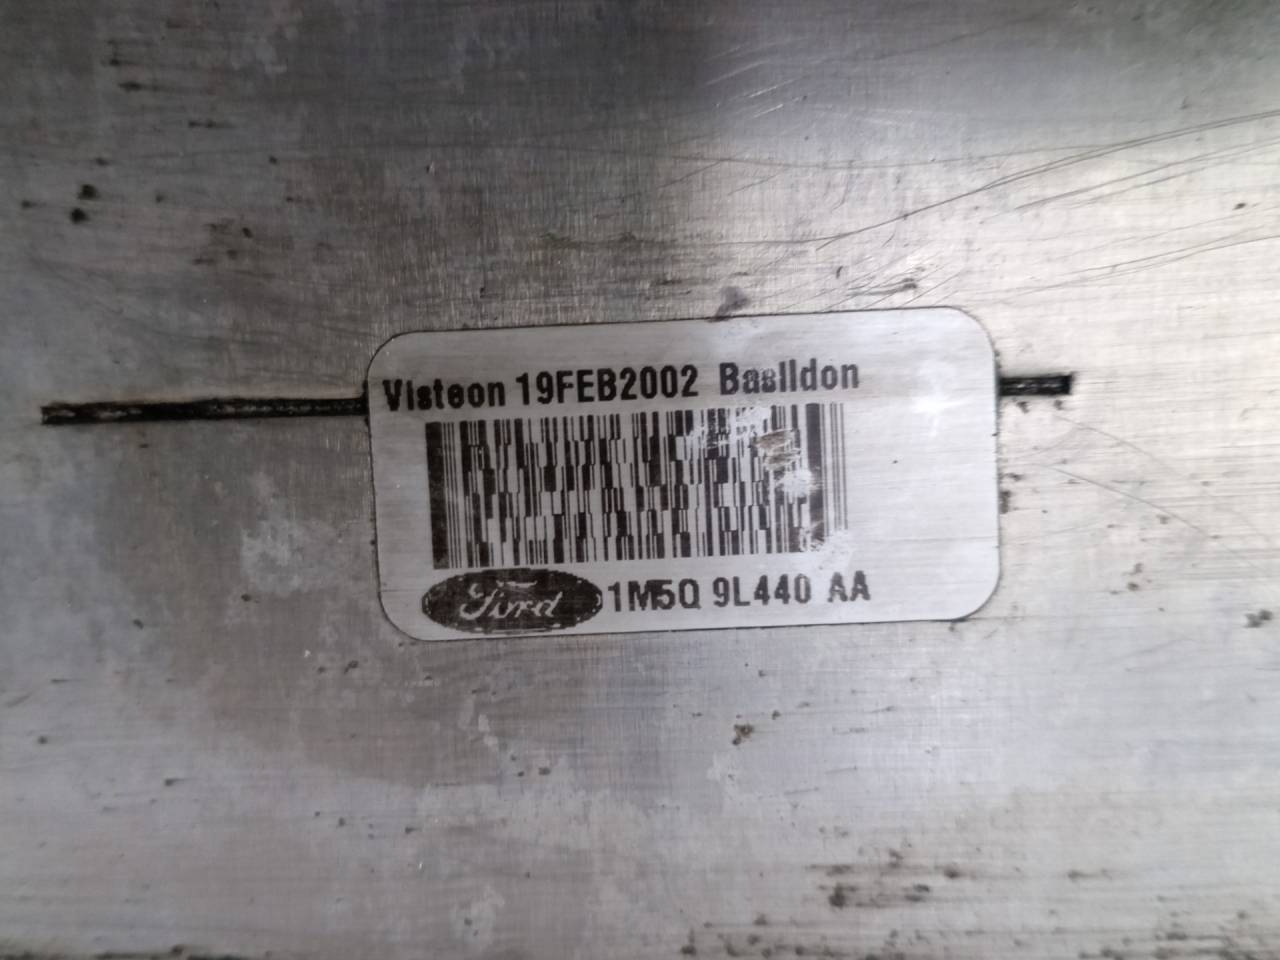 Visteon 19FEB2002 Basildon
Ford 1M5Q 9L440 AA